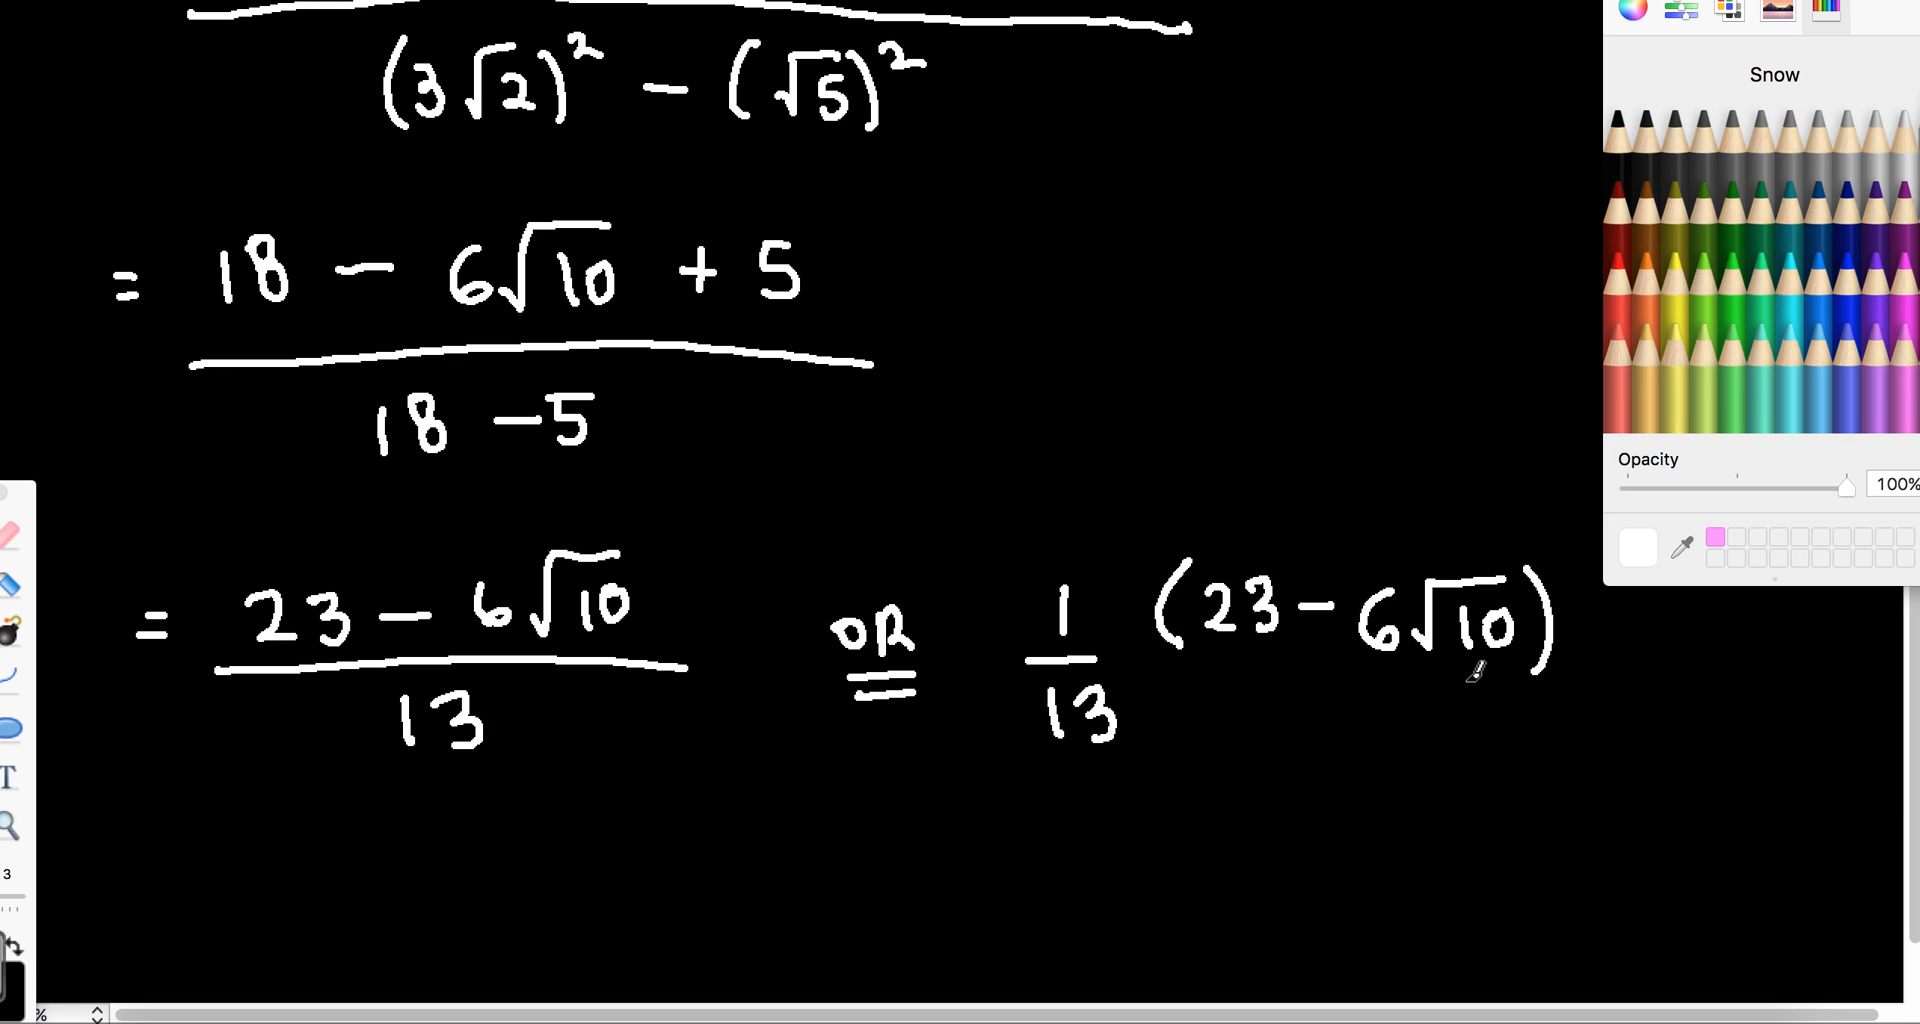 (3√2)² - (√5)²
= 18 - 6√10 + 5
18 - 5
= 23 - 6√10 OR 1 (23 - 6√10)
13 13
Snow
Opacity
100%
T
3
%